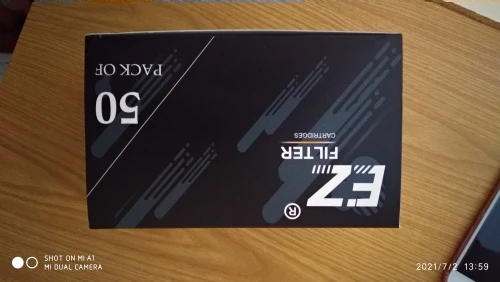 PACK OF
50
EZ®
FILTER
CARTRIDGES
SHOT ON MI A1
MI DUAL CAMERA
2021/7/2 13:59